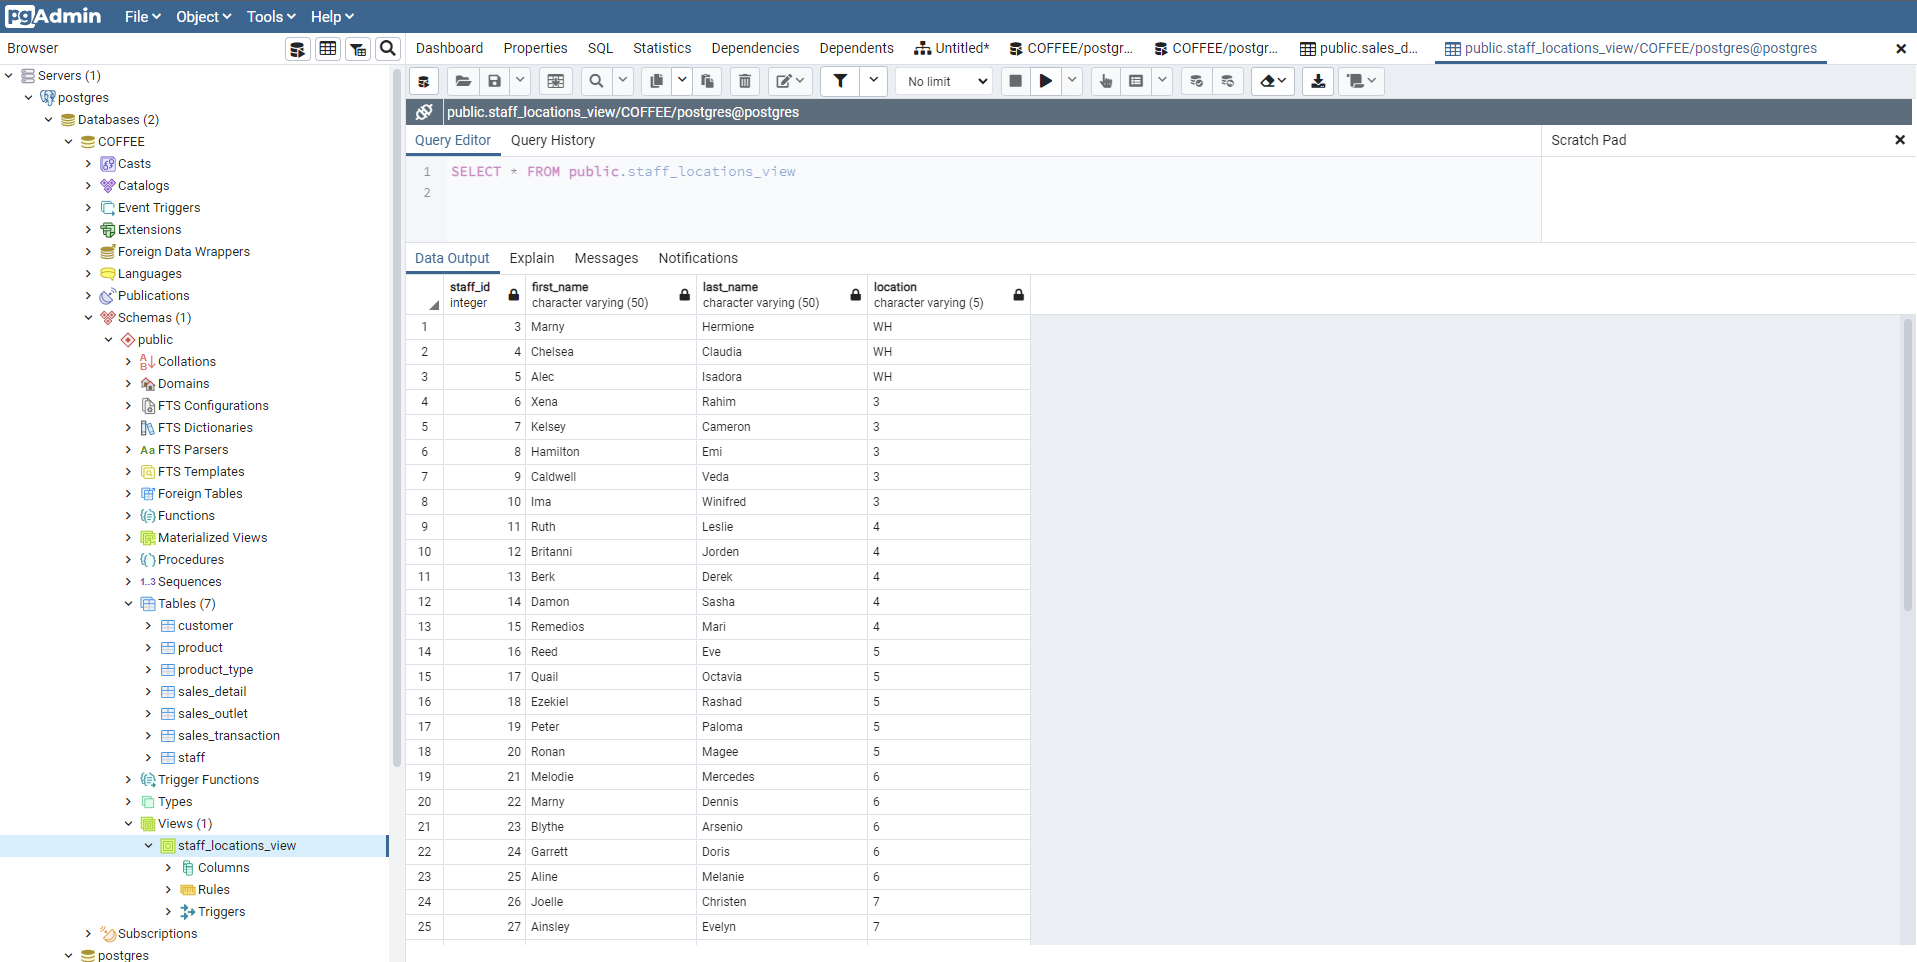 pgAdmin File Object Tools Help
Browser
Dashboard Properties SQL Statistics Dependencies Dependents Untitled* COFFEE/postgr... COFFEE/postgr... public.sales_d... public.staff_locations_view/COFFEE/postgres@postgres
Servers (1)
postgres
Databases (2)
COFFEE
Casts
Catalogs
Event Triggers
Extensions
Foreign Data Wrappers
Languages
Publications
Schemas (1)
public
Collations
Domains
FTS Configurations
FTS Dictionaries
Aa FTS Parsers
FTS Templates
Foreign Tables
Functions
Materialized Views
Procedures
1..3 Sequences
Tables (7)
customer
product
product_type
sales_detail
sales_outlet
sales_transaction
staff
Trigger Functions
Types
Views (1)
staff_locations_view
Columns
Rules
Triggers
Subscriptions
postgres
No limit
public.staff_locations_view/COFFEE/postgres@postgres
Query Editor Query History
Scratch Pad
1 SELECT * FROM public.staff_locations_view
2
Data Output Explain Messages Notifications
staff_id first_name last_name location
integer character varying (50) character varying (50) character varying (5)
1 3 Marny Hermione WH
2 4 Chelsea Claudia WH
3 5 Alec Isadora WH
4 6 Xena Rahim 3
5 7 Kelsey Cameron 3
6 8 Hamilton Emi 3
7 9 Caldwell Veda 3
8 10 Ima Winifred 3
9 11 Ruth Leslie 4
10 12 Britanni Jorden 4
11 13 Berk Derek 4
12 14 Damon Sasha 4
13 15 Remedios Mari 4
14 16 Reed Eve 5
15 17 Quail Octavia 5
16 18 Ezekiel Rashad 5
17 19 Peter Paloma 5
18 20 Ronan Magee 5
19 21 Melodie Mercedes 6
20 22 Marny Dennis 6
21 23 Blythe Arsenio 6
22 24 Garrett Doris 6
23 25 Aline Melanie 6
24 26 Joelle Christen 7
25 27 Ainsley Evelyn 7